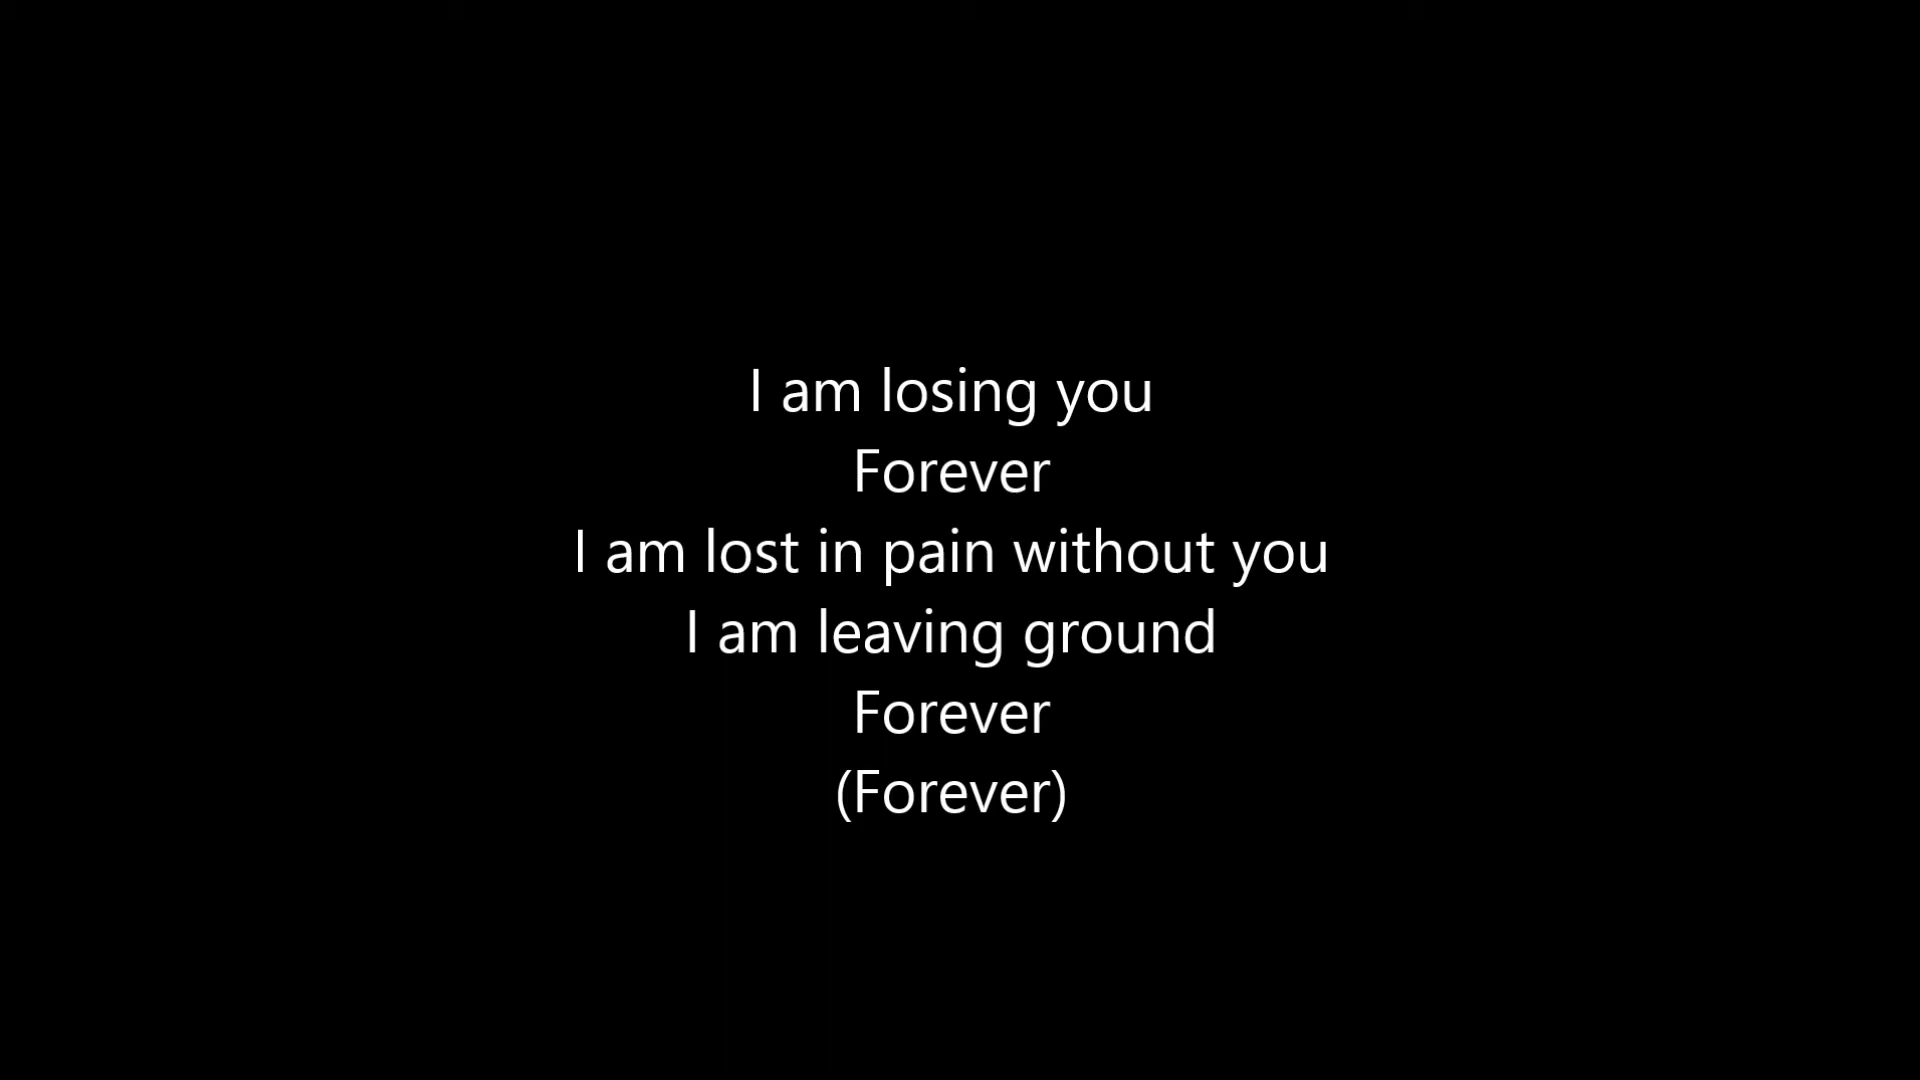 I am losing you
Forever
I am lost in pain without you
I am leaving ground
Forever
(Forever)